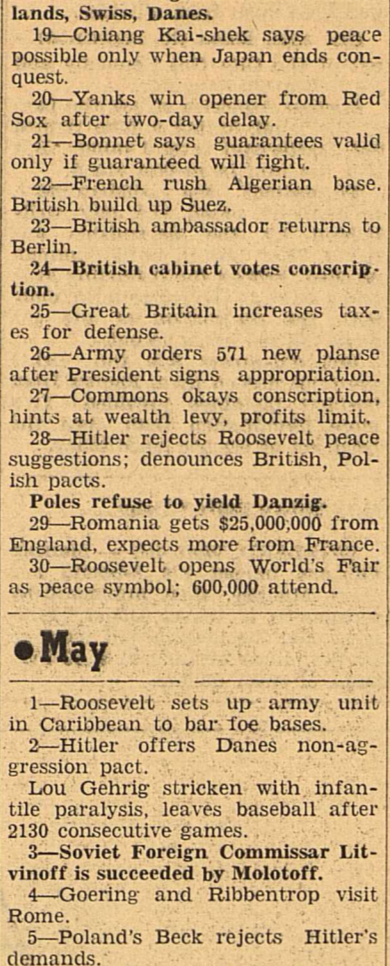 lands, Swiss, Danes.
19—Chiang Kai-shek says peace
possible only when Japan ends con-
quest.
20—Yanks win opener from Red
Sox after two-day delay.
21—Bonnet says guarantees valid
only if guaranteed will fight.
22—French rush Algerian base.
British build up Suez.
23—British ambassador returns to
Berlin.
24—British cabinet votes conscrip-
tion.
25—Great Britain increases tax-
es for defense.
26—Army orders 571 new planse
after President signs appropriation.
27—Commons okays conscription,
hints at wealth levy, profits limit.
28—Hitler rejects Roosevelt peace
suggestions; denounces British, Pol-
ish pacts.
Poles refuse to yield Danzig.
29—Romania gets $25,000,000 from
England, expects more from France.
30—Roosevelt opens World's Fair
as peace symbol; 600,000 attend.
●May
1—Roosevelt sets up army unit
in Caribbean to bar foe bases.
2—Hitler offers Danes non-ag-
gression pact.
Lou Gehrig stricken with infan-
tile paralysis, leaves baseball after
2130 consecutive games.
3—Soviet Foreign Commissar Lit-
vinoff is succeeded by Molotoff.
4—Goering and Ribbentrop visit
Rome.
5—Poland's Beck rejects Hitler's
demands.